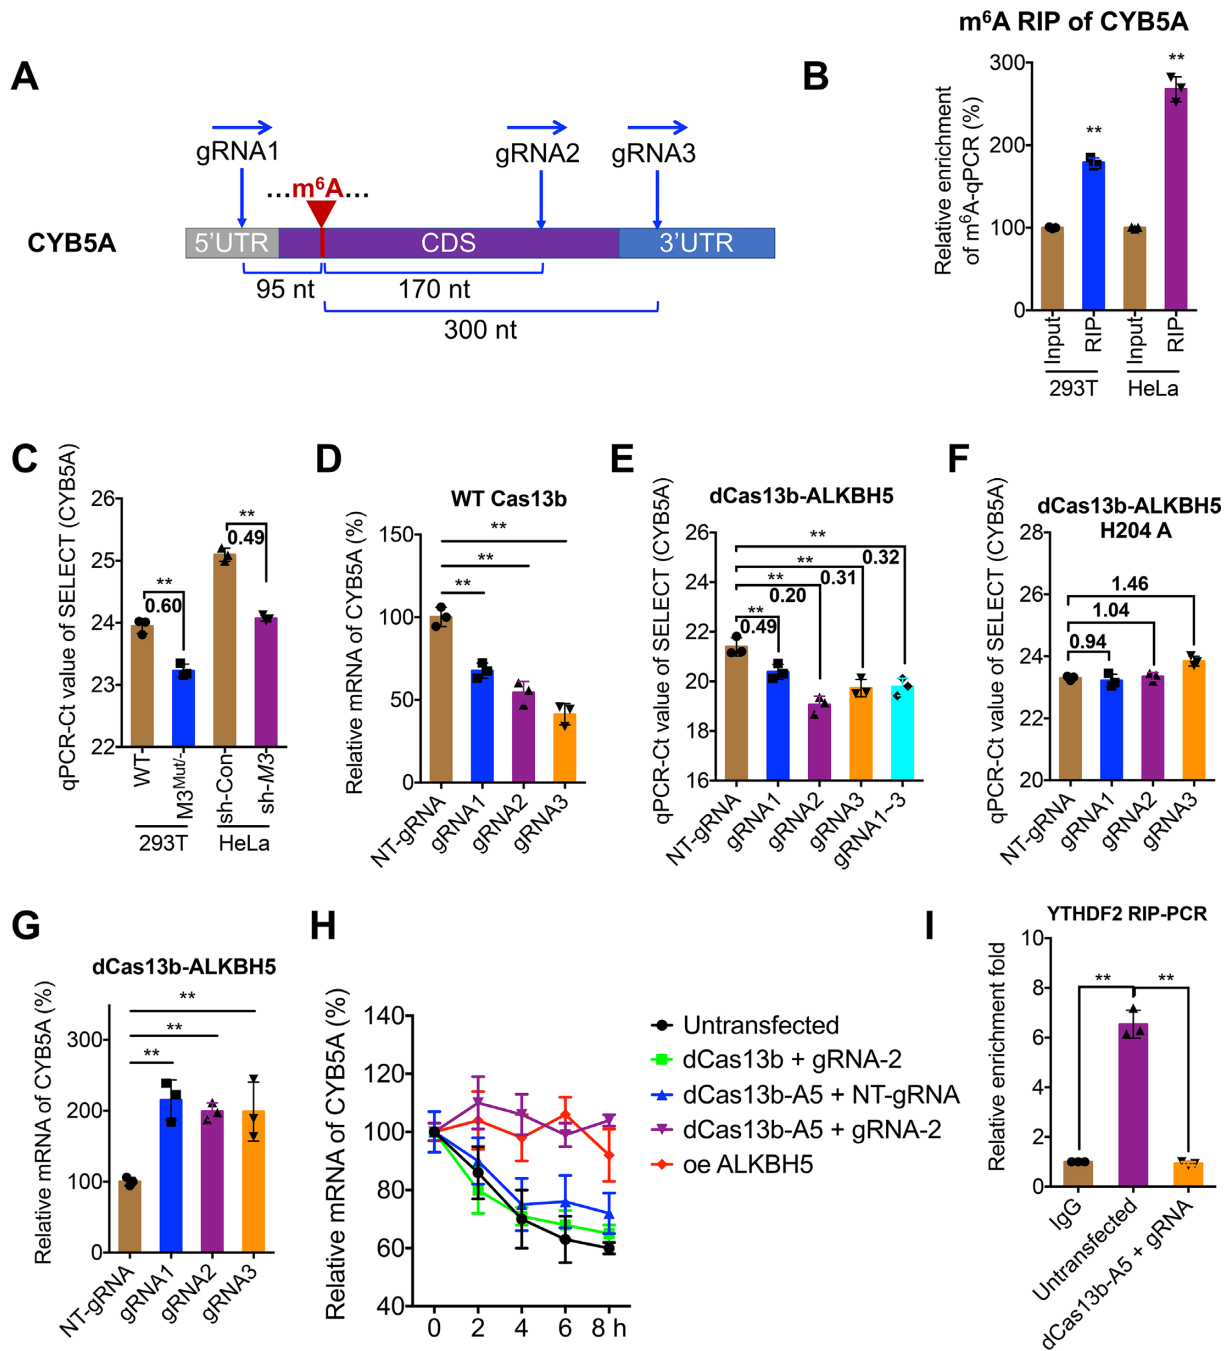 A
gRNA1
gRNA2
gRNA3
...m⁶A...
CYB5A
5'UTR
CDS
3'UTR
95 nt
170 nt
300 nt
B
m⁶A RIP of CYB5A
Relative enrichment
of m⁶A-qPCR (%)
300
200
100
0
**
**
Input
RIP
Input
RIP
293T
HeLa
C
qPCR-Ct value of SELECT (CYB5A)
26
25
24
23
22
**
0.60
**
0.49
WT
M3^Mut/-
sh-Con
sh-M3
293T
HeLa
D
WT Cas13b
Relative mRNA of CYB5A (%)
150
100
50
0
**
**
**
NT-gRNA
gRNA1
gRNA2
gRNA3
E
dCas13b-ALKBH5
qPCR-Ct value of SELECT (CYB5A)
26
24
22
20
18
16
**
0.32
**
0.31
**
0.20
**
0.49
NT-gRNA
gRNA1
gRNA2
gRNA3
gRNA1~3
F
dCas13b-ALKBH5
H204 A
qPCR-Ct value of SELECT (CYB5A)
28
26
24
22
20
1.46
1.04
0.94
NT-gRNA
gRNA1
gRNA2
gRNA3
G
dCas13b-ALKBH5
Relative mRNA of CYB5A (%)
300
200
100
0
**
**
**
NT-gRNA
gRNA1
gRNA2
gRNA3
H
Relative mRNA of CYB5A (%)
140
120
100
80
60
40
0 2 4 6 8 h
Untransfected
dCas13b + gRNA-2
dCas13b-A5 + NT-gRNA
dCas13b-A5 + gRNA-2
oe ALKBH5
I
YTHDF2 RIP-PCR
Relative enrichment fold
10
8
6
4
2
0
**
**
IgG
Untransfected
dCas13b-A5 + gRNA